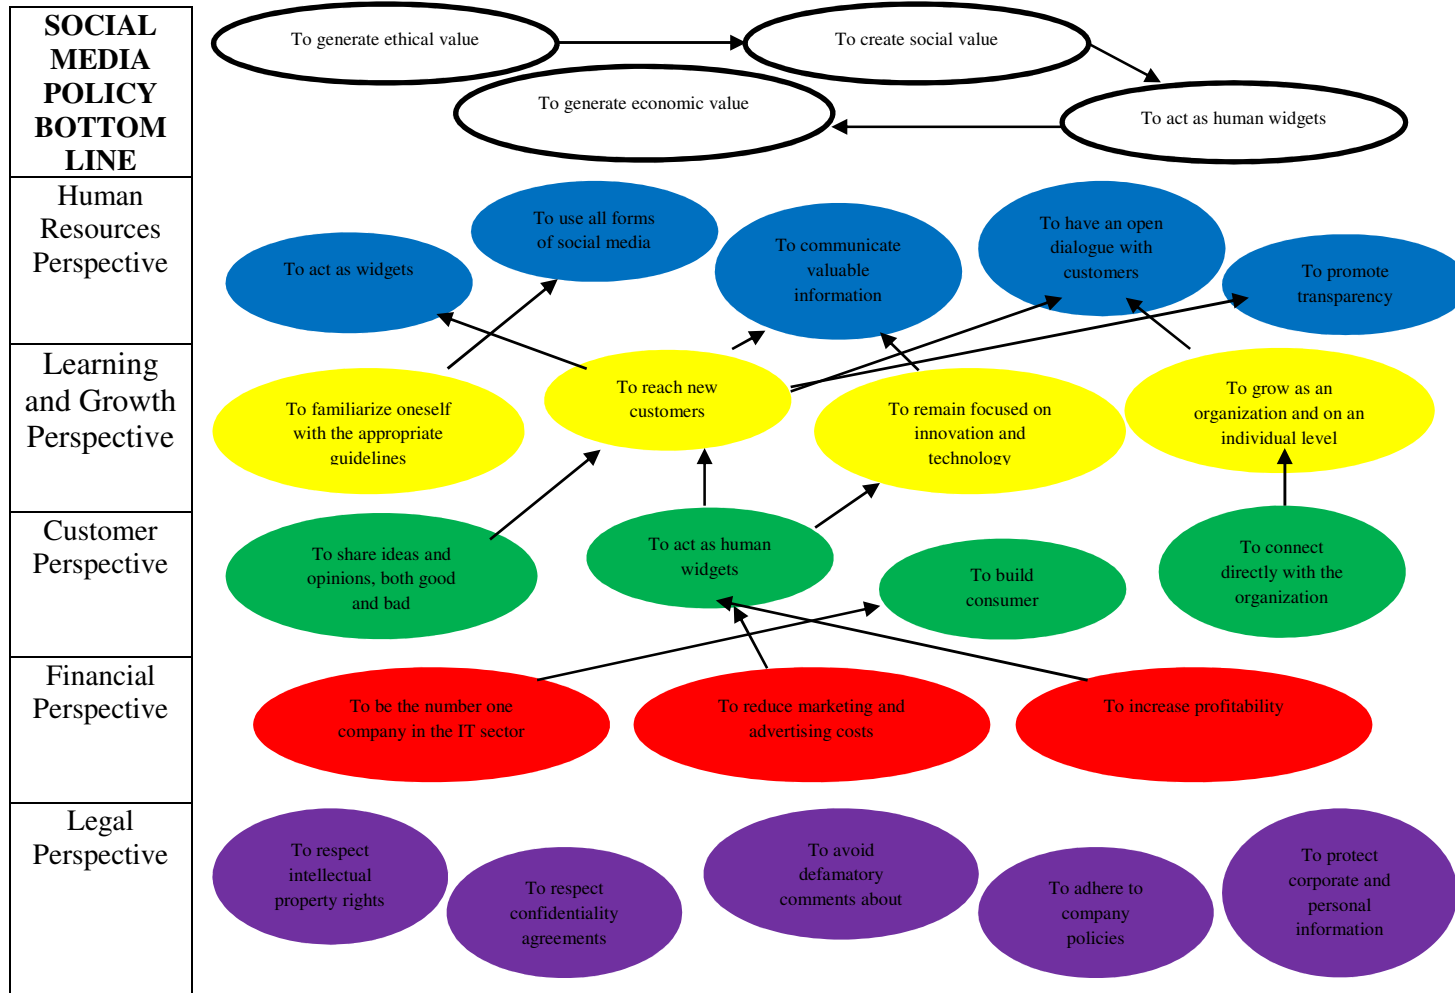 SOCIAL
MEDIA
POLICY
BOTTOM
LINE
To generate ethical value
To create social value
To generate economic value
To act as human widgets
Human
Resources
Perspective
To act as widgets
To use all forms
of social media
To communicate
valuable
information
To have an open
dialogue with
customers
To promote
transparency
Learning
and Growth
Perspective
To familiarize oneself
with the appropriate
guidelines
To reach new
customers
To remain focused on
innovation and
technology
To grow as an
organization and on an
individual level
Customer
Perspective
To share ideas and
opinions, both good
and bad
To act as human
widgets
To build
consumer
To connect
directly with the
organization
Financial
Perspective
To be the number one
company in the IT sector
To reduce marketing and
advertising costs
To increase profitability
Legal
Perspective
To respect
intellectual
property rights
To respect
confidentiality
agreements
To avoid
defamatory
comments about
To adhere to
company
policies
To protect
corporate and
personal
information